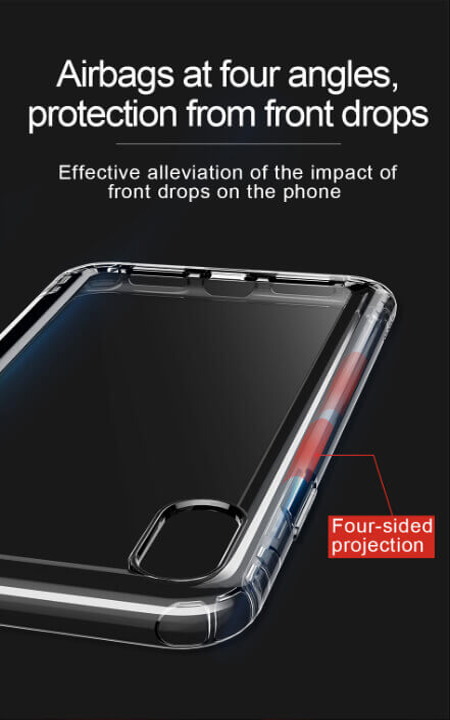 Airbags at four angles,
protection from front drops
Effective alleviation of the impact of
front drops on the phone
Four-sided
projection